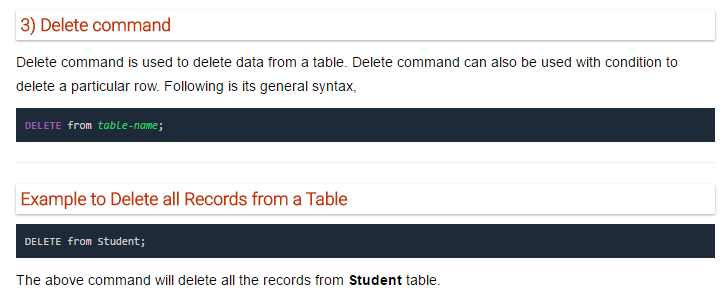 3) Delete command
Delete command is used to delete data from a table. Delete command can also be used with condition to
delete a particular row. Following is its general syntax,
DELETE from table-name;
Example to Delete all Records from a Table
DELETE from Student;
The above command will delete all the records from Student table.